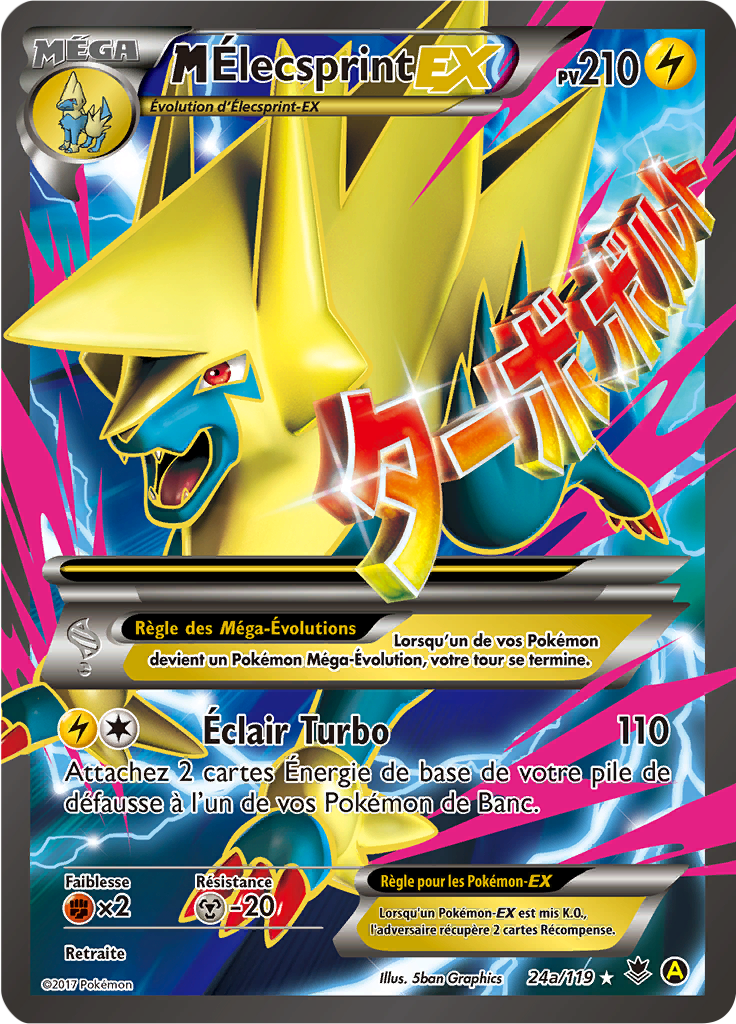 MÉGA
MÉlecsprint EX
PV210
Évolution d'Élecsprint-EX
ターボボルト
Règle des Méga-Évolutions
Lorsqu'un de vos Pokémon
devient un Pokémon Méga-Évolution, votre tour se termine.
Éclair Turbo 110
Attachez 2 cartes Énergie de base de votre pile de
défausse à l'un de vos Pokémon de Banc.
Faiblesse Résistance
×2 -20
Retraite
Règle pour les Pokémon-EX
Lorsqu'un Pokémon-EX est mis K.O.,
l'adversaire récupère 2 cartes Récompense.
©2017 Pokémon
Illus. 5ban Graphics
24a/119 ★
A